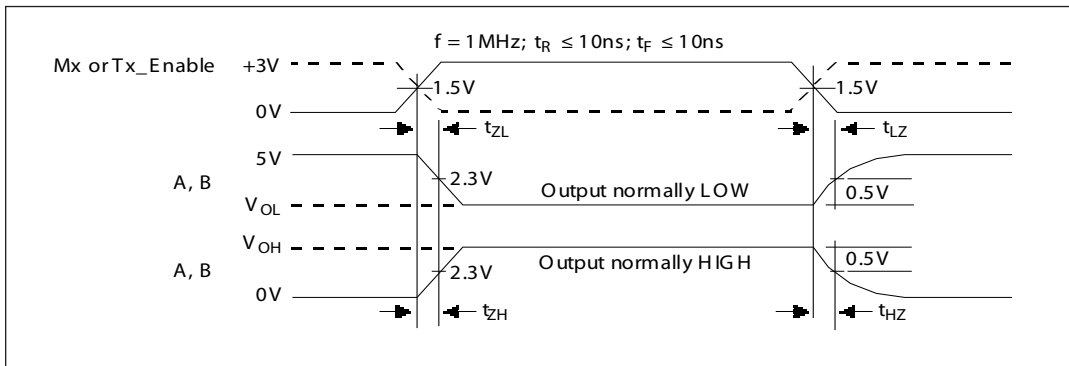 f = 1MHz; tR ≤ 10ns; tF ≤ 10ns
Mx or Tx_Enable
+3V
1.5V
1.5V
0V
tZL
tLZ
5V
A, B
2.3V
Output normally LOW
0.5V
VOL
VOH
A, B
2.3V
Output normally HIGH
0.5V
0V
tZH
tHZ